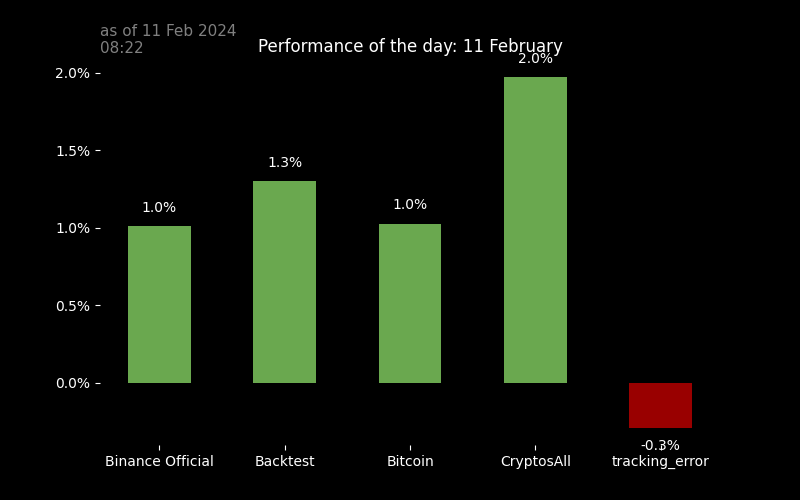 as of 11 Feb 2024
08:22
Performance of the day: 11 February
2.0%
1.5%
1.0%
0.5%
0.0%
1.0%
1.3%
1.0%
2.0%
-0.3%
Binance Official
Backtest
Bitcoin
CryptosAll
tracking_error